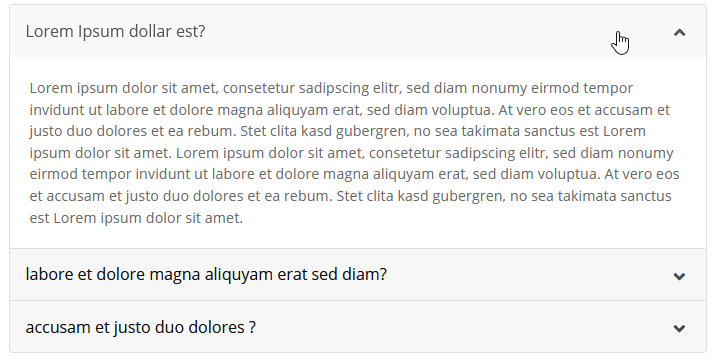 Lorem Ipsum dollar est?
Lorem ipsum dolor sit amet, consetetur sadipscing elitr, sed diam nonumy eirmod tempor
invidunt ut labore et dolore magna aliquyam erat, sed diam voluptua. At vero eos et accusam et
justo duo dolores et ea rebum. Stet clita kasd gubergren, no sea takimata sanctus est Lorem
ipsum dolor sit amet. Lorem ipsum dolor sit amet, consetetur sadipscing elitr, sed diam nonumy
eirmod tempor invidunt ut labore et dolore magna aliquyam erat, sed diam voluptua. At vero eos
et accusam et justo duo dolores et ea rebum. Stet clita kasd gubergren, no sea takimata sanctus
est Lorem ipsum dolor sit amet.
labore et dolore magna aliquyam erat sed diam?
accusam et justo duo dolores ?